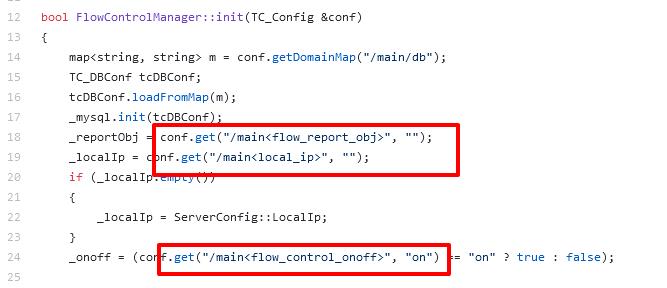 12 bool FlowControlManager::init(TC_Config &conf)
13 {
14 map<string, string> m = conf.getDomainMap("/main/db");
15 TC_DBConf tcDBConf;
16 tcDBConf.loadFromMap(m);
17 _mysql.init(tcDBConf);
18 _reportObj = conf.get("/main<flow_report_obj>", "");
19 _localIp = conf.get("/main<local_ip>", "");
20 if (_localIp.empty())
21 {
22 _localIp = ServerConfig::LocalIp;
23 }
24 _onoff = (conf.get("/main<flow_control_onoff>", "on") == "on" ? true : false);
25